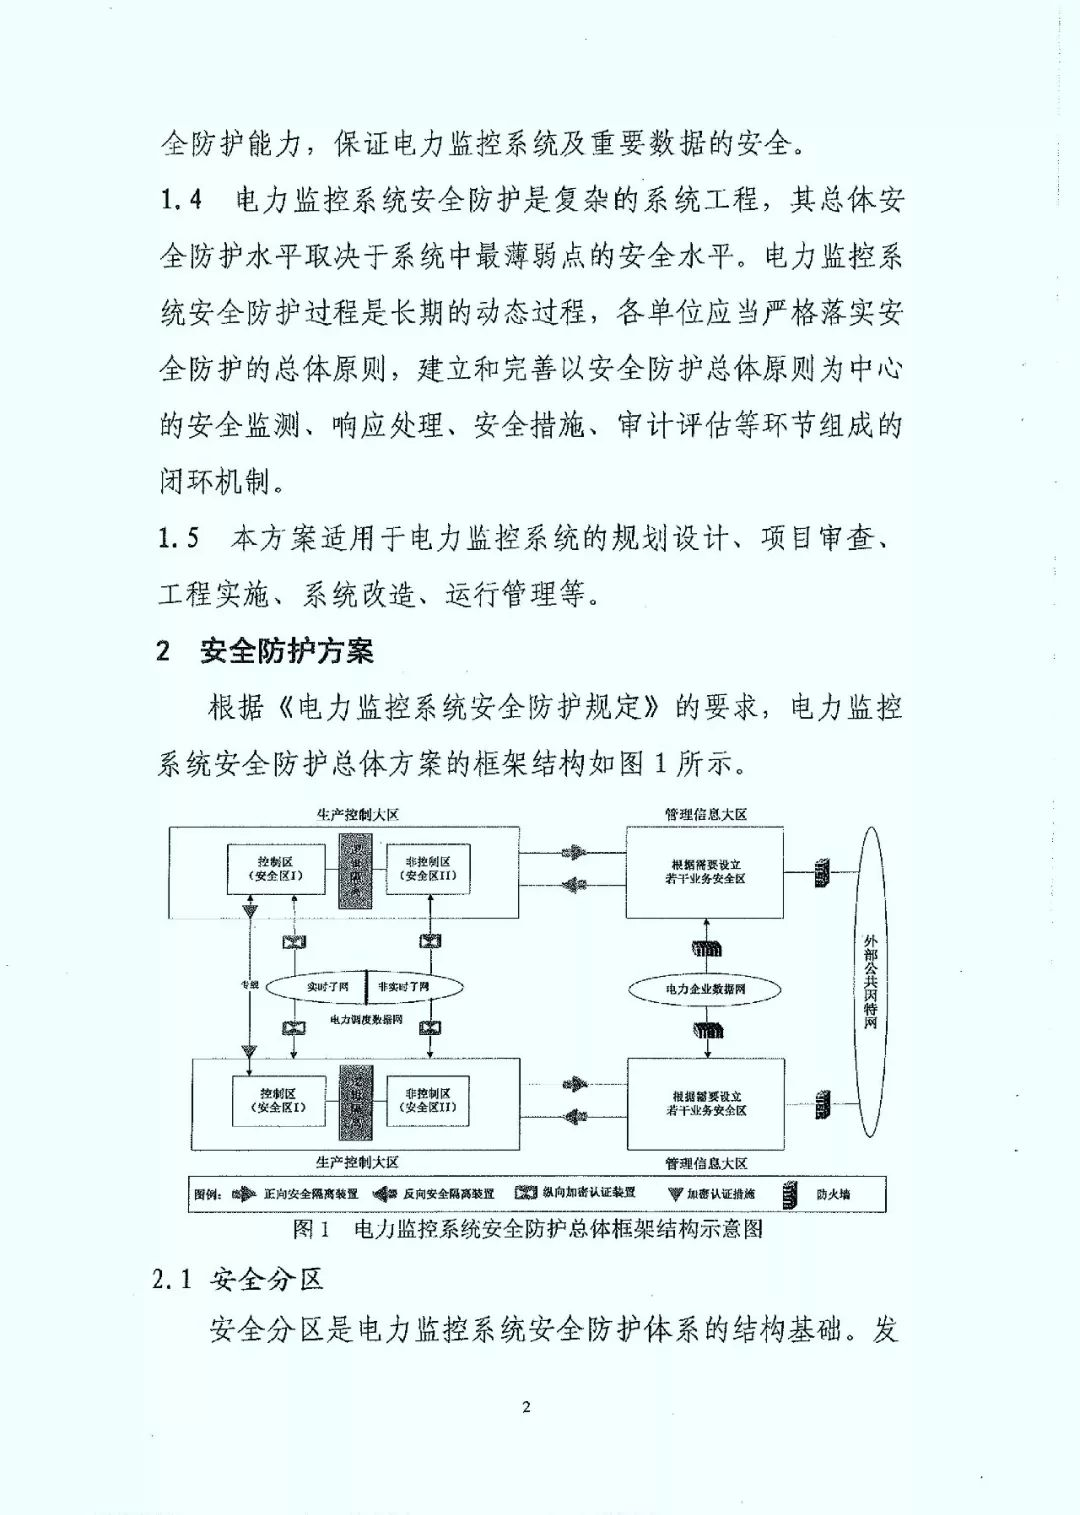 全防护能力，保证电力监控系统及重要数据的安全。
1.4 电力监控系统安全防护是复杂的系统工程，其总体安
全防护水平取决于系统中最薄弱点的安全水平。电力监控系
统安全防护过程是长期的动态过程，各单位应当严格落实安
全防护的总体原则，建立和完善以安全防护总体原则为中心
的安全监测、响应处理、安全措施、审计评估等环节组成的
闭环机制。
1.5 本方案适用于电力监控系统的规划设计、项目审查、
工程实施、系统改造、运行管理等。
2 安全防护方案
根据《电力监控系统安全防护规定》的要求，电力监控
系统安全防护总体方案的框架结构如图 1 所示。
生产控制大区
管理信息大区
控制区
（安全区I）
非控制区
（安全区II）
根据需要设立
若干业务安全区
外部公共因特网
专线
实时子网
非实时子网
电力调度数据网
电力企业数据网
控制区
（安全区I）
非控制区
（安全区II）
根据需要设立
若干业务安全区
生产控制大区
管理信息大区
图例： 正向安全隔离装置 反向安全隔离装置 纵向加密认证装置 加密认证措施 防火墙
图 1 电力监控系统安全防护总体框架结构示意图
2.1 安全分区
安全分区是电力监控系统安全防护体系的结构基础。发
2